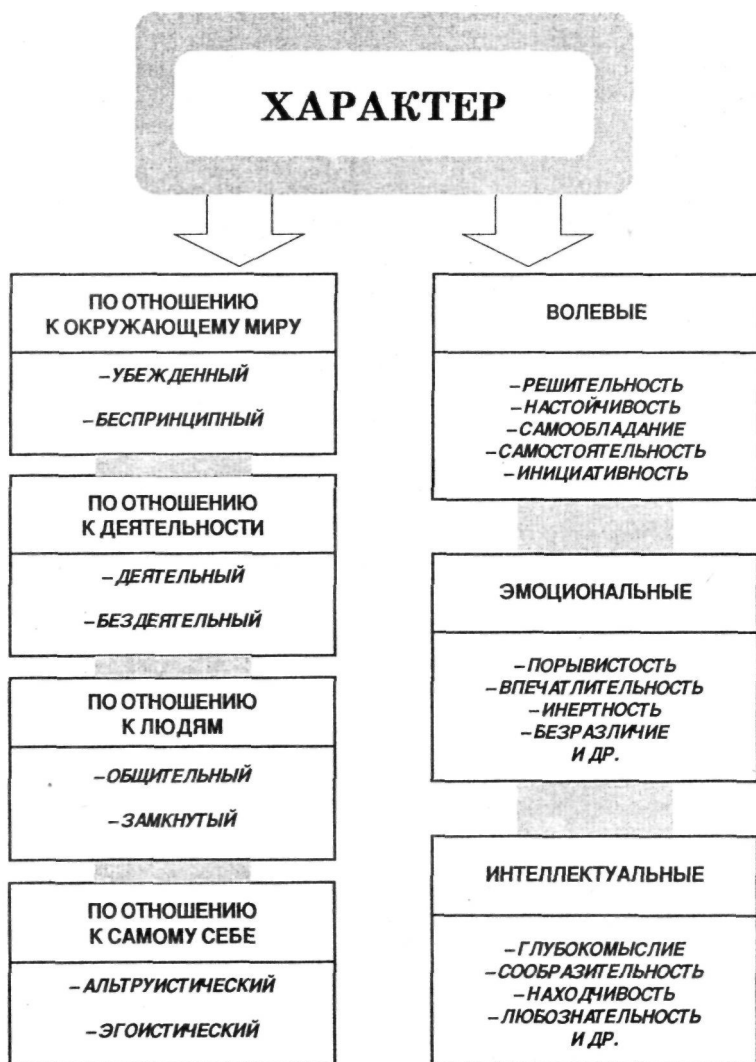 ХАРАКТЕР
ПО ОТНОШЕНИЮ
К ОКРУЖАЮЩЕМУ МИРУ
–УБЕЖДЕННЫЙ
–БЕСПРИНЦИПНЫЙ
ПО ОТНОШЕНИЮ
К ДЕЯТЕЛЬНОСТИ
–ДЕЯТЕЛЬНЫЙ
–БЕЗДЕЯТЕЛЬНЫЙ
ПО ОТНОШЕНИЮ
К ЛЮДЯМ
–ОБЩИТЕЛЬНЫЙ
–ЗАМКНУТЫЙ
ПО ОТНОШЕНИЮ
К САМОМУ СЕБЕ
–АЛЬТРУИСТИЧЕСКИЙ
–ЭГОИСТИЧЕСКИЙ
ВОЛЕВЫЕ
–РЕШИТЕЛЬНОСТЬ
–НАСТОЙЧИВОСТЬ
–САМООБЛАДАНИЕ
–САМОСТОЯТЕЛЬНОСТЬ
–ИНИЦИАТИВНОСТЬ
ЭМОЦИОНАЛЬНЫЕ
–ПОРЫВИСТОСТЬ
–ВПЕЧАТЛИТЕЛЬНОСТЬ
–ИНЕРТНОСТЬ
–БЕЗРАЗЛИЧИЕ
И ДР.
ИНТЕЛЛЕКТУАЛЬНЫЕ
–ГЛУБОКОМЫСЛИЕ
–СООБРАЗИТЕЛЬНОСТЬ
–НАХОДЧИВОСТЬ
–ЛЮБОЗНАТЕЛЬНОСТЬ
И ДР.